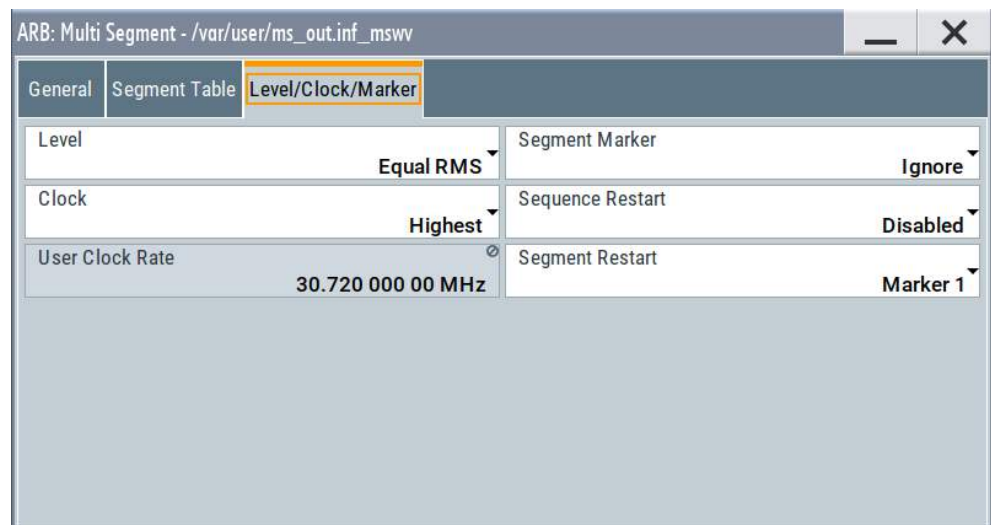 ARB: Multi Segment - /var/user/ms_out.inf_mswv
General Segment Table Level/Clock/Marker
Level
Equal RMS
Segment Marker
Ignore
Clock
Highest
Sequence Restart
Disabled
User Clock Rate
30.720 000 00 MHz
Segment Restart
Marker 1